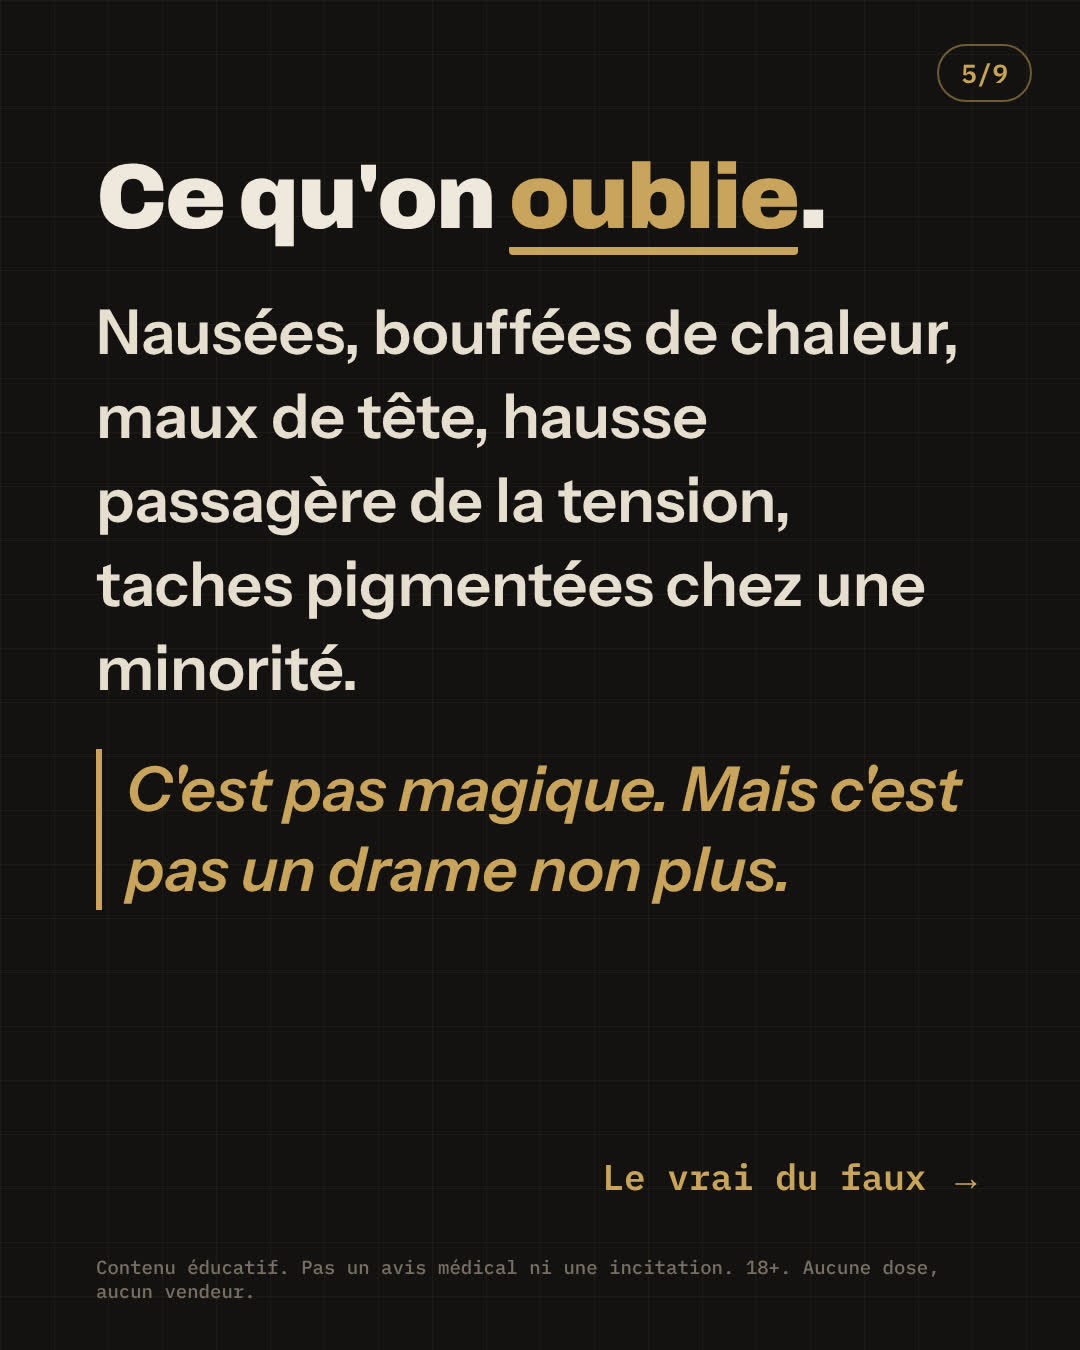 5/9
Ce qu'on oublie.
Nausées, bouffées de chaleur,
maux de tête, hausse
passagère de la tension,
taches pigmentées chez une
minorité.
C'est pas magique. Mais c'est
pas un drame non plus.
Le vrai du faux →
Contenu éducatif. Pas un avis médical ni une incitation. 18+. Aucune dose,
aucun vendeur.